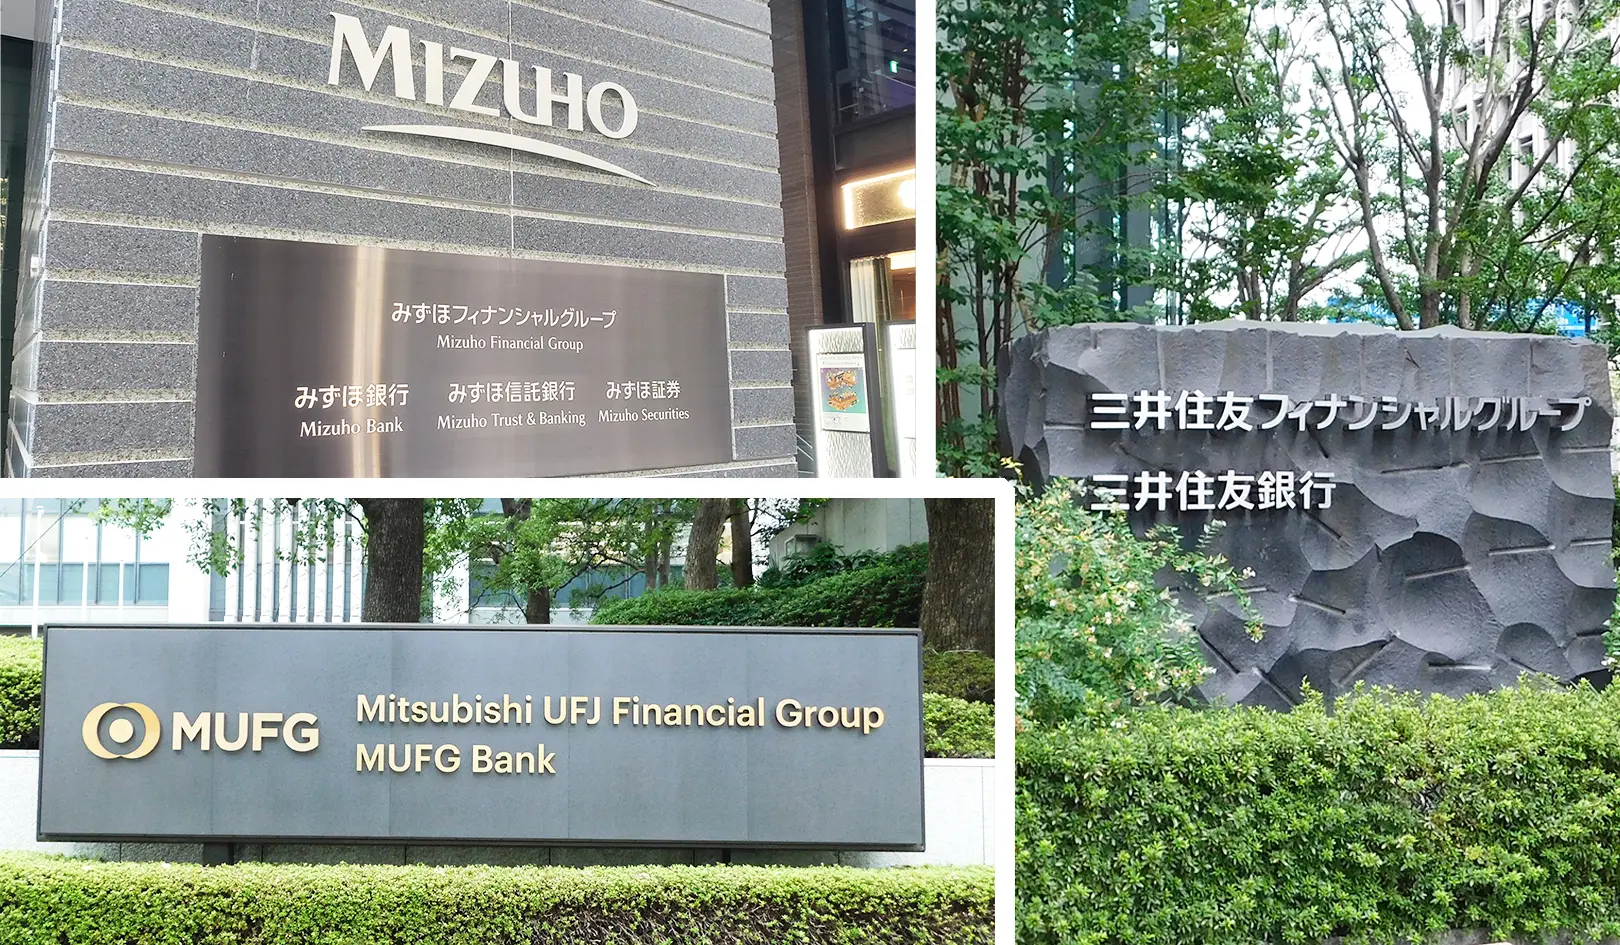 MIZUHO
みずほフィナンシャルグループ
Mizuho Financial Group
みずほ銀行 みずほ信託銀行 みずほ証券
Mizuho Bank Mizuho Trust & Banking Mizuho Securities
三井住友フィナンシャルグループ
三井住友銀行
MUFG
Mitsubishi UFJ Financial Group
MUFG Bank